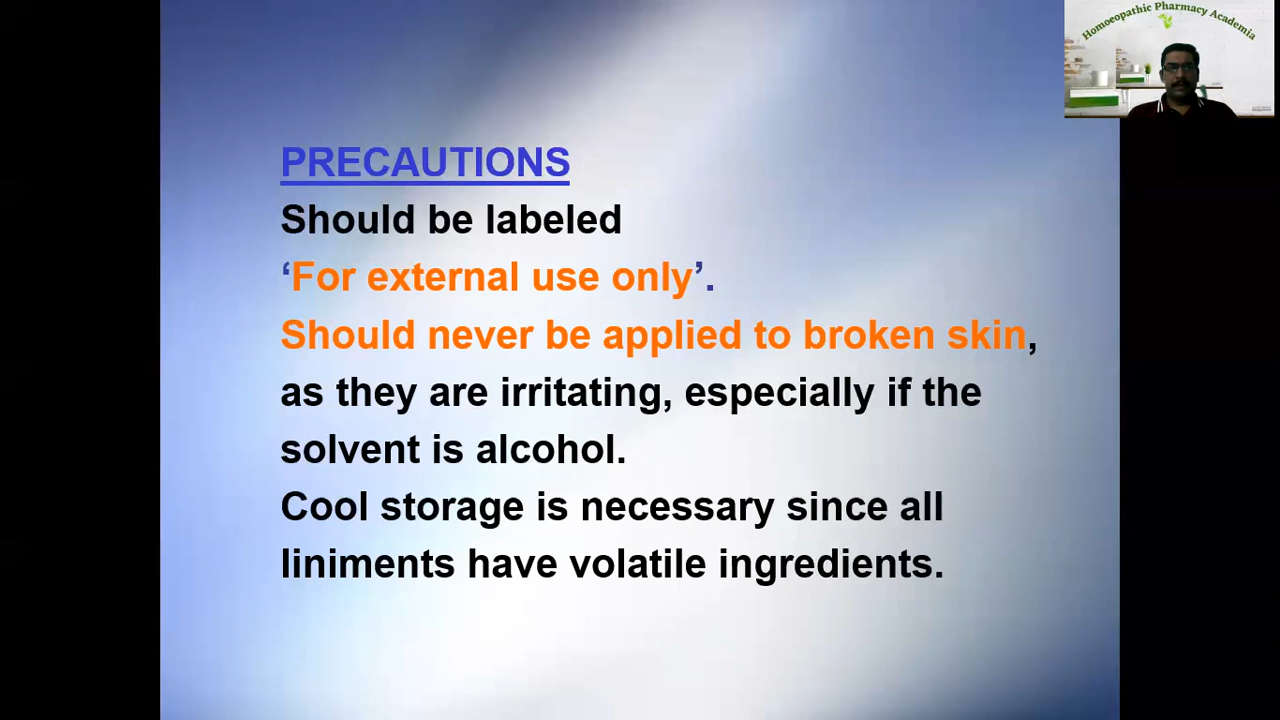 Homoeopathic Pharmacy Academia
PRECAUTIONS
Should be labeled
‘For external use only’.
Should never be applied to broken skin,
as they are irritating, especially if the
solvent is alcohol.
Cool storage is necessary since all
liniments have volatile ingredients.